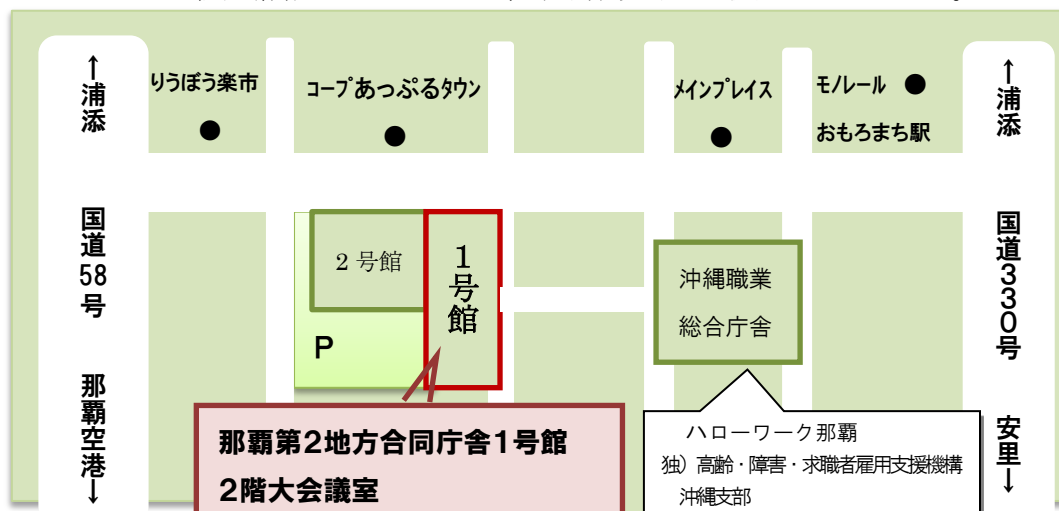 ↑浦添
国道58号
那覇空港↓
りうぼう楽市
コープあっぷるタウン
メインプレイス
モノレール
おもろまち駅
↑浦添
国道330号
安里↓
2 号館
1号館
P
沖縄職業
総合庁舎
那覇第2地方合同庁舎1号館
2階大会議室
ハローワーク那覇
独）高齢・障害・求職者雇用支援機構
沖縄支部